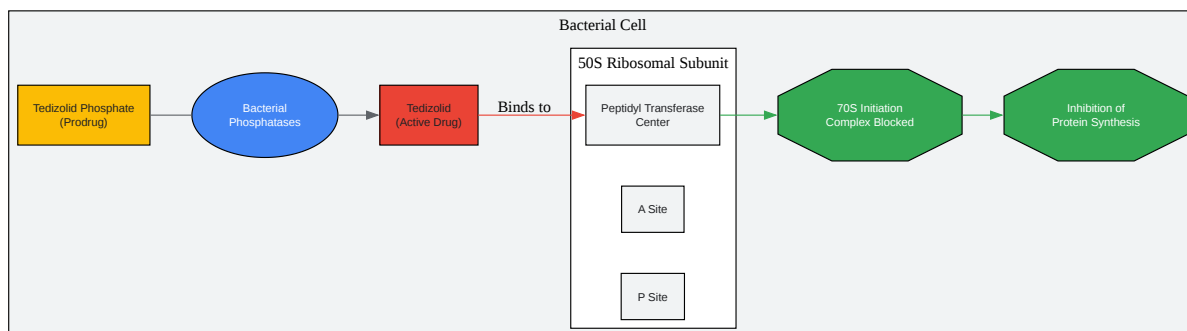 Bacterial Cell
50S Ribosomal Subunit
Tedizolid Phosphate
(Prodrug)
Bacterial
Phosphatases
Tedizolid
(Active Drug)
Binds to
Peptidyl Transferase
Center
70S Initiation
Complex Blocked
Inhibition of
Protein Synthesis
A Site
P Site